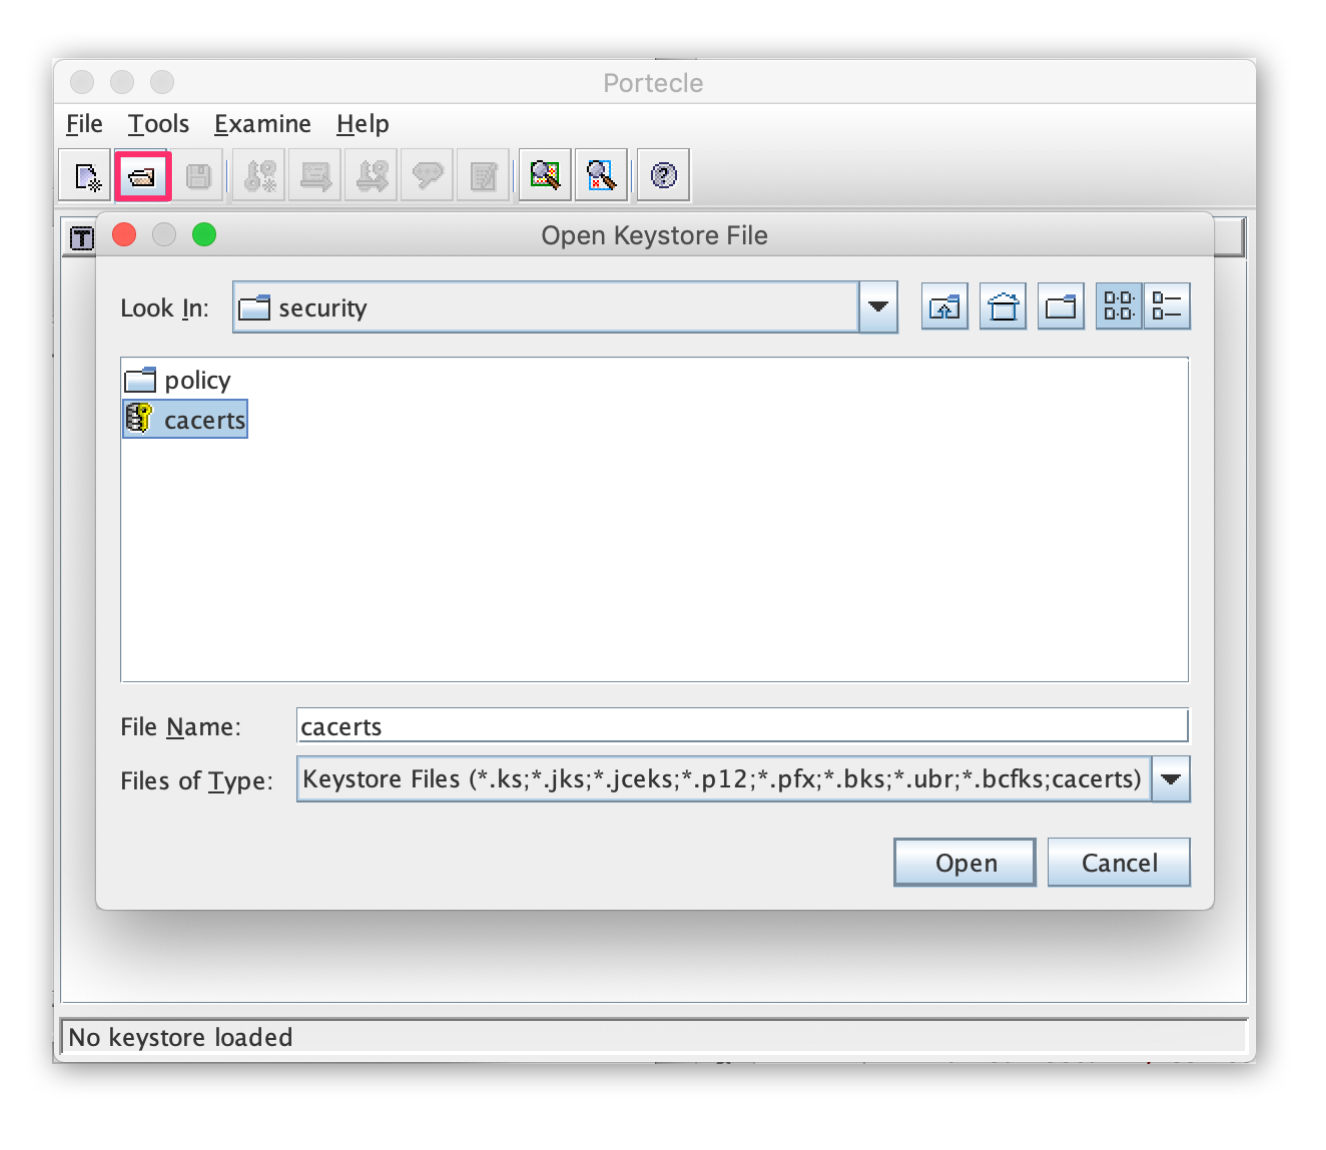 Portecle
File Tools Examine Help
T
Open Keystore File
Look In: security
policy
cacerts
File Name: cacerts
Files of Type: Keystore Files (*.ks;*.jks;*.jceks;*.p12;*.pfx;*.bks;*.ubr;*.bcfks;cacerts)
Open Cancel
No keystore loaded